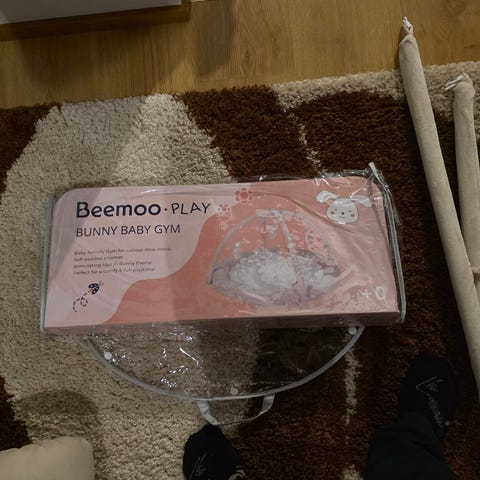 Beemoo · PLAY
BUNNY BABY GYM
Baby Activity Gym for curious little minds
Soft padded playmat
Stimulating toys in Bunny theme
Perfect for a comfy & fun playtime!
+0